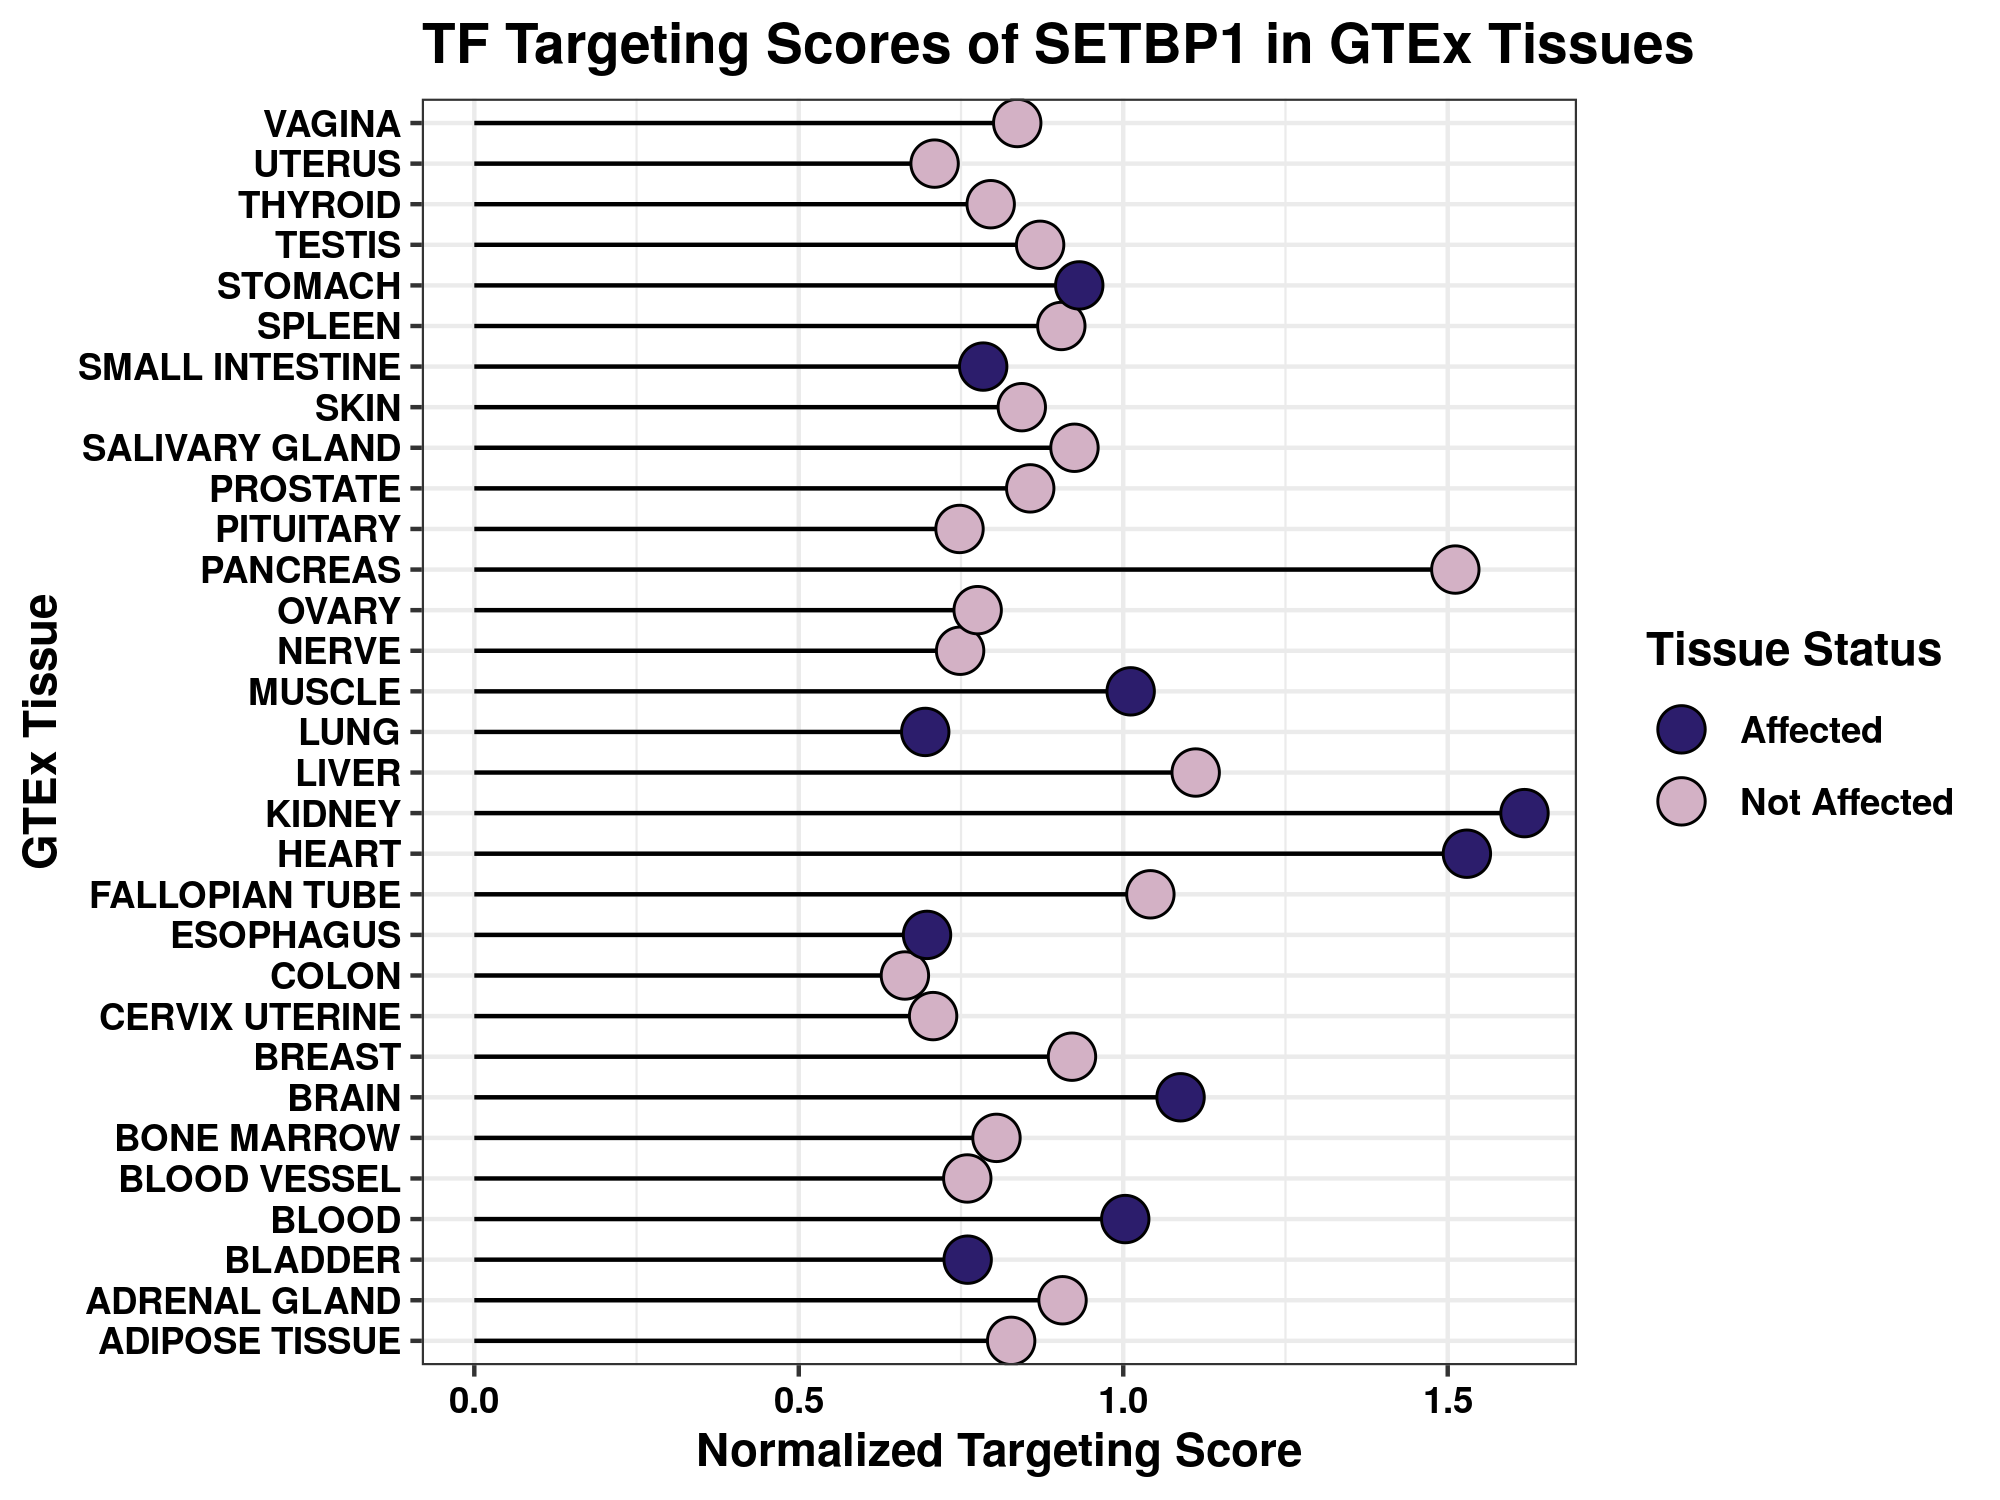 TF Targeting Scores of SETBP1 in GTEx Tissues
VAGINA
UTERUS
THYROID
TESTIS
STOMACH
SPLEEN
SMALL INTESTINE
SKIN
SALIVARY GLAND
PROSTATE
PITUITARY
PANCREAS
OVARY
NERVE
MUSCLE
LUNG
LIVER
KIDNEY
HEART
FALLOPIAN TUBE
ESOPHAGUS
COLON
CERVIX UTERINE
BREAST
BRAIN
BONE MARROW
BLOOD VESSEL
BLOOD
BLADDER
ADRENAL GLAND
ADIPOSE TISSUE
GTEx Tissue
0.0 0.5 1.0 1.5
Normalized Targeting Score
Tissue Status
Affected
Not Affected